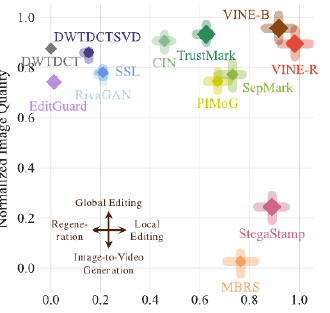 Normalized Image Quality
1.0
0.8
0.6
0.4
0.2
0.0
0.0
0.2
0.4
0.6
0.8
1.0
VINE-B
DWTDCTSVD
DWTDCT
CIN
TrustMark
VINE-R
SSL
RivaGAN
EditGuard
SepMark
PIMoG
Global Editing
Regene-
ration
Local
Editing
Image-to-Video
Generation
StegaStamp
MBRS